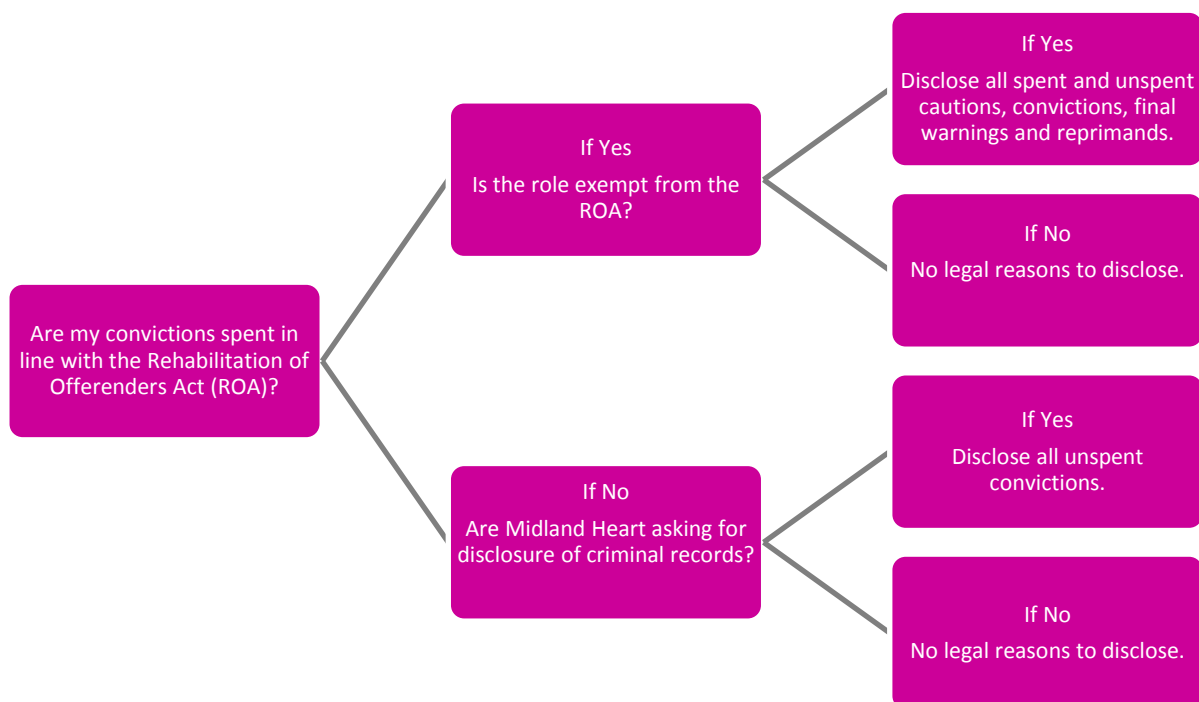 Are my convictions spent in
line with the Rehabilitation of
Offerenders Act (ROA)?
If Yes
Is the role exempt from the
ROA?
If Yes
Disclose all spent and unspent
cautions, convictions, final
warnings and reprimands.
If No
No legal reasons to disclose.
If No
Are Midland Heart asking for
disclosure of criminal records?
If Yes
Disclose all unspent
convictions.
If No
No legal reasons to disclose.